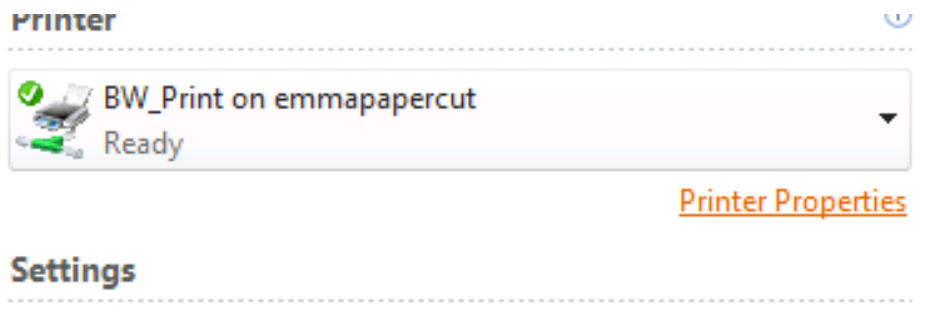 Printer
BW_Print on emmapapercut
Ready
Printer Properties
Settings